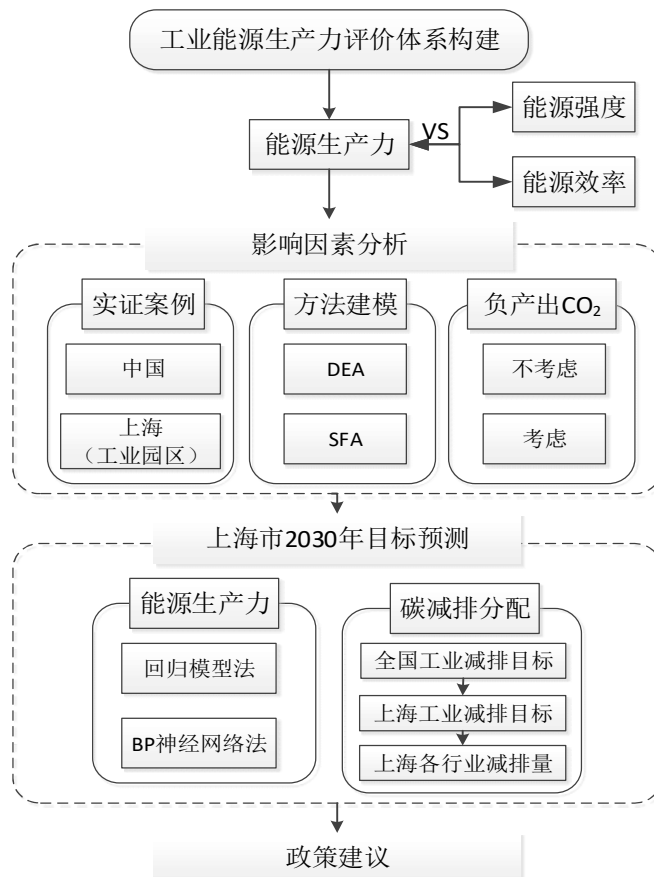 工业能源生产力评价体系构建
能源生产力
VS
能源强度
能源效率
影响因素分析
实证案例
中国
上海
（工业园区）
方法建模
DEA
SFA
负产出CO₂
不考虑
考虑
上海市2030年目标预测
能源生产力
回归模型法
BP神经网络法
碳减排分配
全国工业减排目标
上海工业减排目标
上海各行业减排量
政策建议